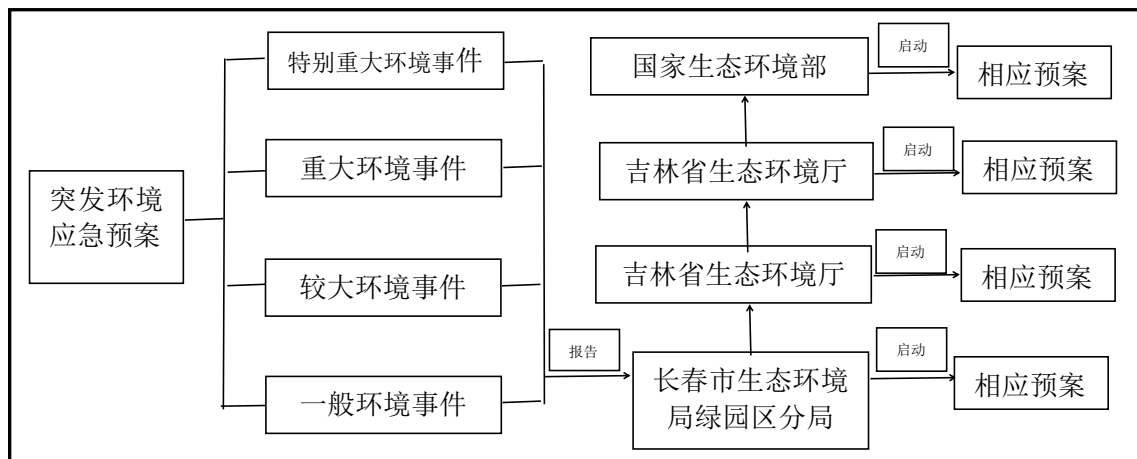 突发环境
应急预案
特别重大环境事件
重大环境事件
较大环境事件
一般环境事件
报告
国家生态环境部
启动
相应预案
吉林省生态环境厅
启动
相应预案
吉林省生态环境厅
启动
相应预案
长春市生态环境
局绿园区分局
启动
相应预案